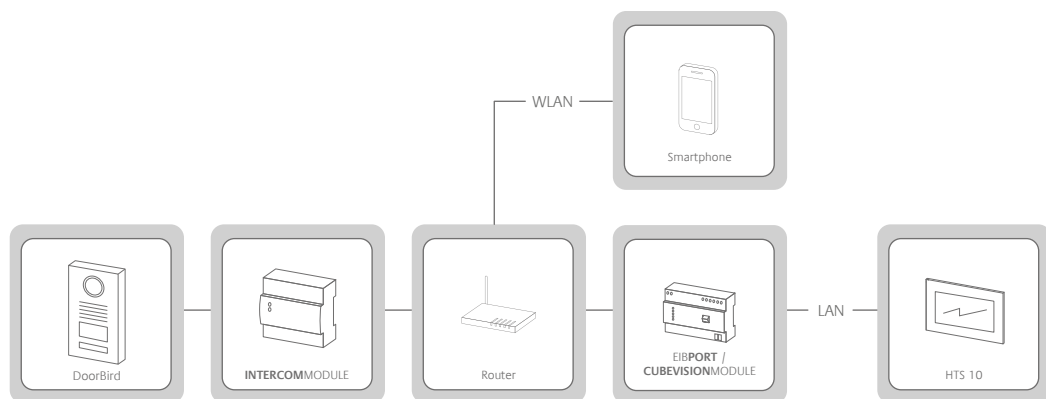 WLAN
Smartphone
DoorBird
INTERCOMMODULE
Router
EIBPORT /
CUBEVISIONMODULE
LAN
HTS 10